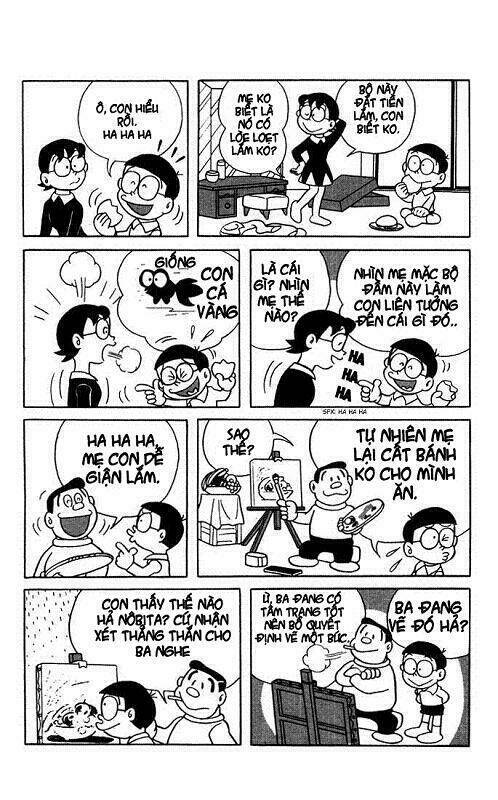 BỘ NÀY
ĐẮT TIỀN
LẮM, CON
BIẾT KO.
MẸ KO
BIẾT LÀ
NÓ CÓ
LÒE LOẸT
LẮM KO?
Ồ, CON HIỂU
RỒI.
HA HA HA
NHÌN MẸ MẶC BỘ
ĐẦM NÀY LÀM
CON LIÊN TƯỞNG
ĐẾN CÁI GÌ ĐÓ..
LÀ CÁI
GÌ? NHÌN
MẸ THẾ
NÀO?
HA
HA
HA
SFX: HA HA HA
GIỐNG
CON
CÁ
VÀNG
TỰ NHIÊN MẸ
LẠI CẤT BÁNH
KO CHO MÌNH
ĂN.
SAO
THẾ?
HA HA HA,
MẸ CON DỄ
GIẬN LẮM.
BA ĐANG
VẼ ĐÓ HẢ?
Ừ, BA ĐANG CÓ
TÂM TRẠNG TỐT
NÊN BỐ QUYẾT
ĐỊNH VẼ MỘT BỨC.
CON THẤY THẾ NÀO
HẢ NÔBITA? CỨ NHẬN
XÉT THẲNG THẮN CHO
BA NGHE